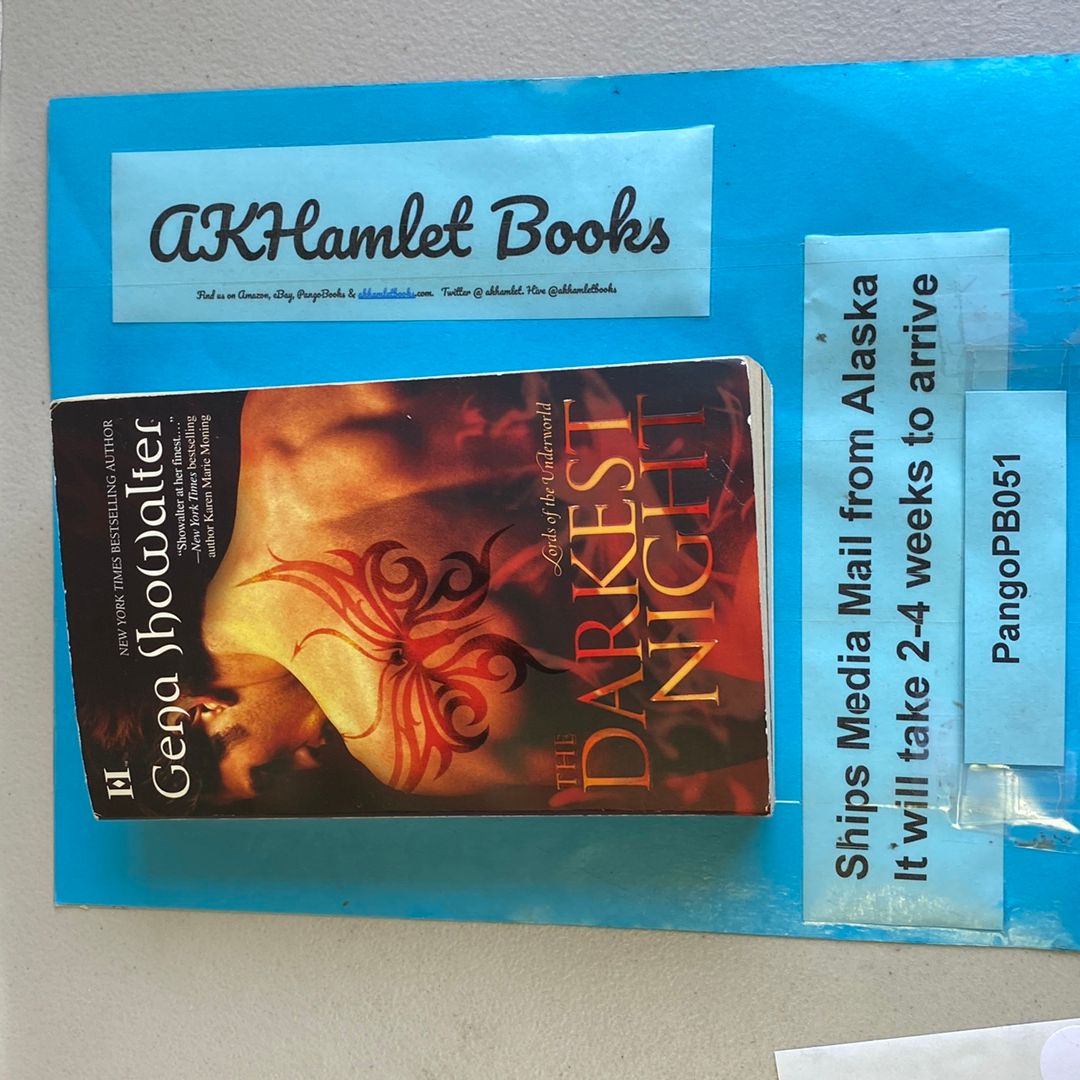 AKHamlet Books
Find us on Amazon, eBay, PangoBooks & akhamletbooks.com. Twitter @ akhamlet. Hive @akhamletbooks
H
NEW YORK TIMES BESTSELLING AUTHOR
Gena Showalter
“Showalter at her finest....”
—New York Times bestselling
author Karen Marie Moning
Lords of the Underworld
THE
DARKEST
NIGHT
Ships Media Mail from Alaska
It will take 2-4 weeks to arrive
PangoPB051